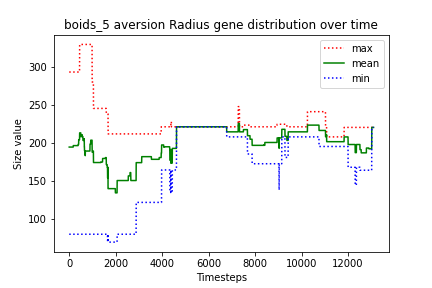 boids_5 aversion Radius gene distribution over time
max
mean
min
Size value
300
250
200
150
100
0
2000
4000
6000
8000
10000
12000
Timesteps